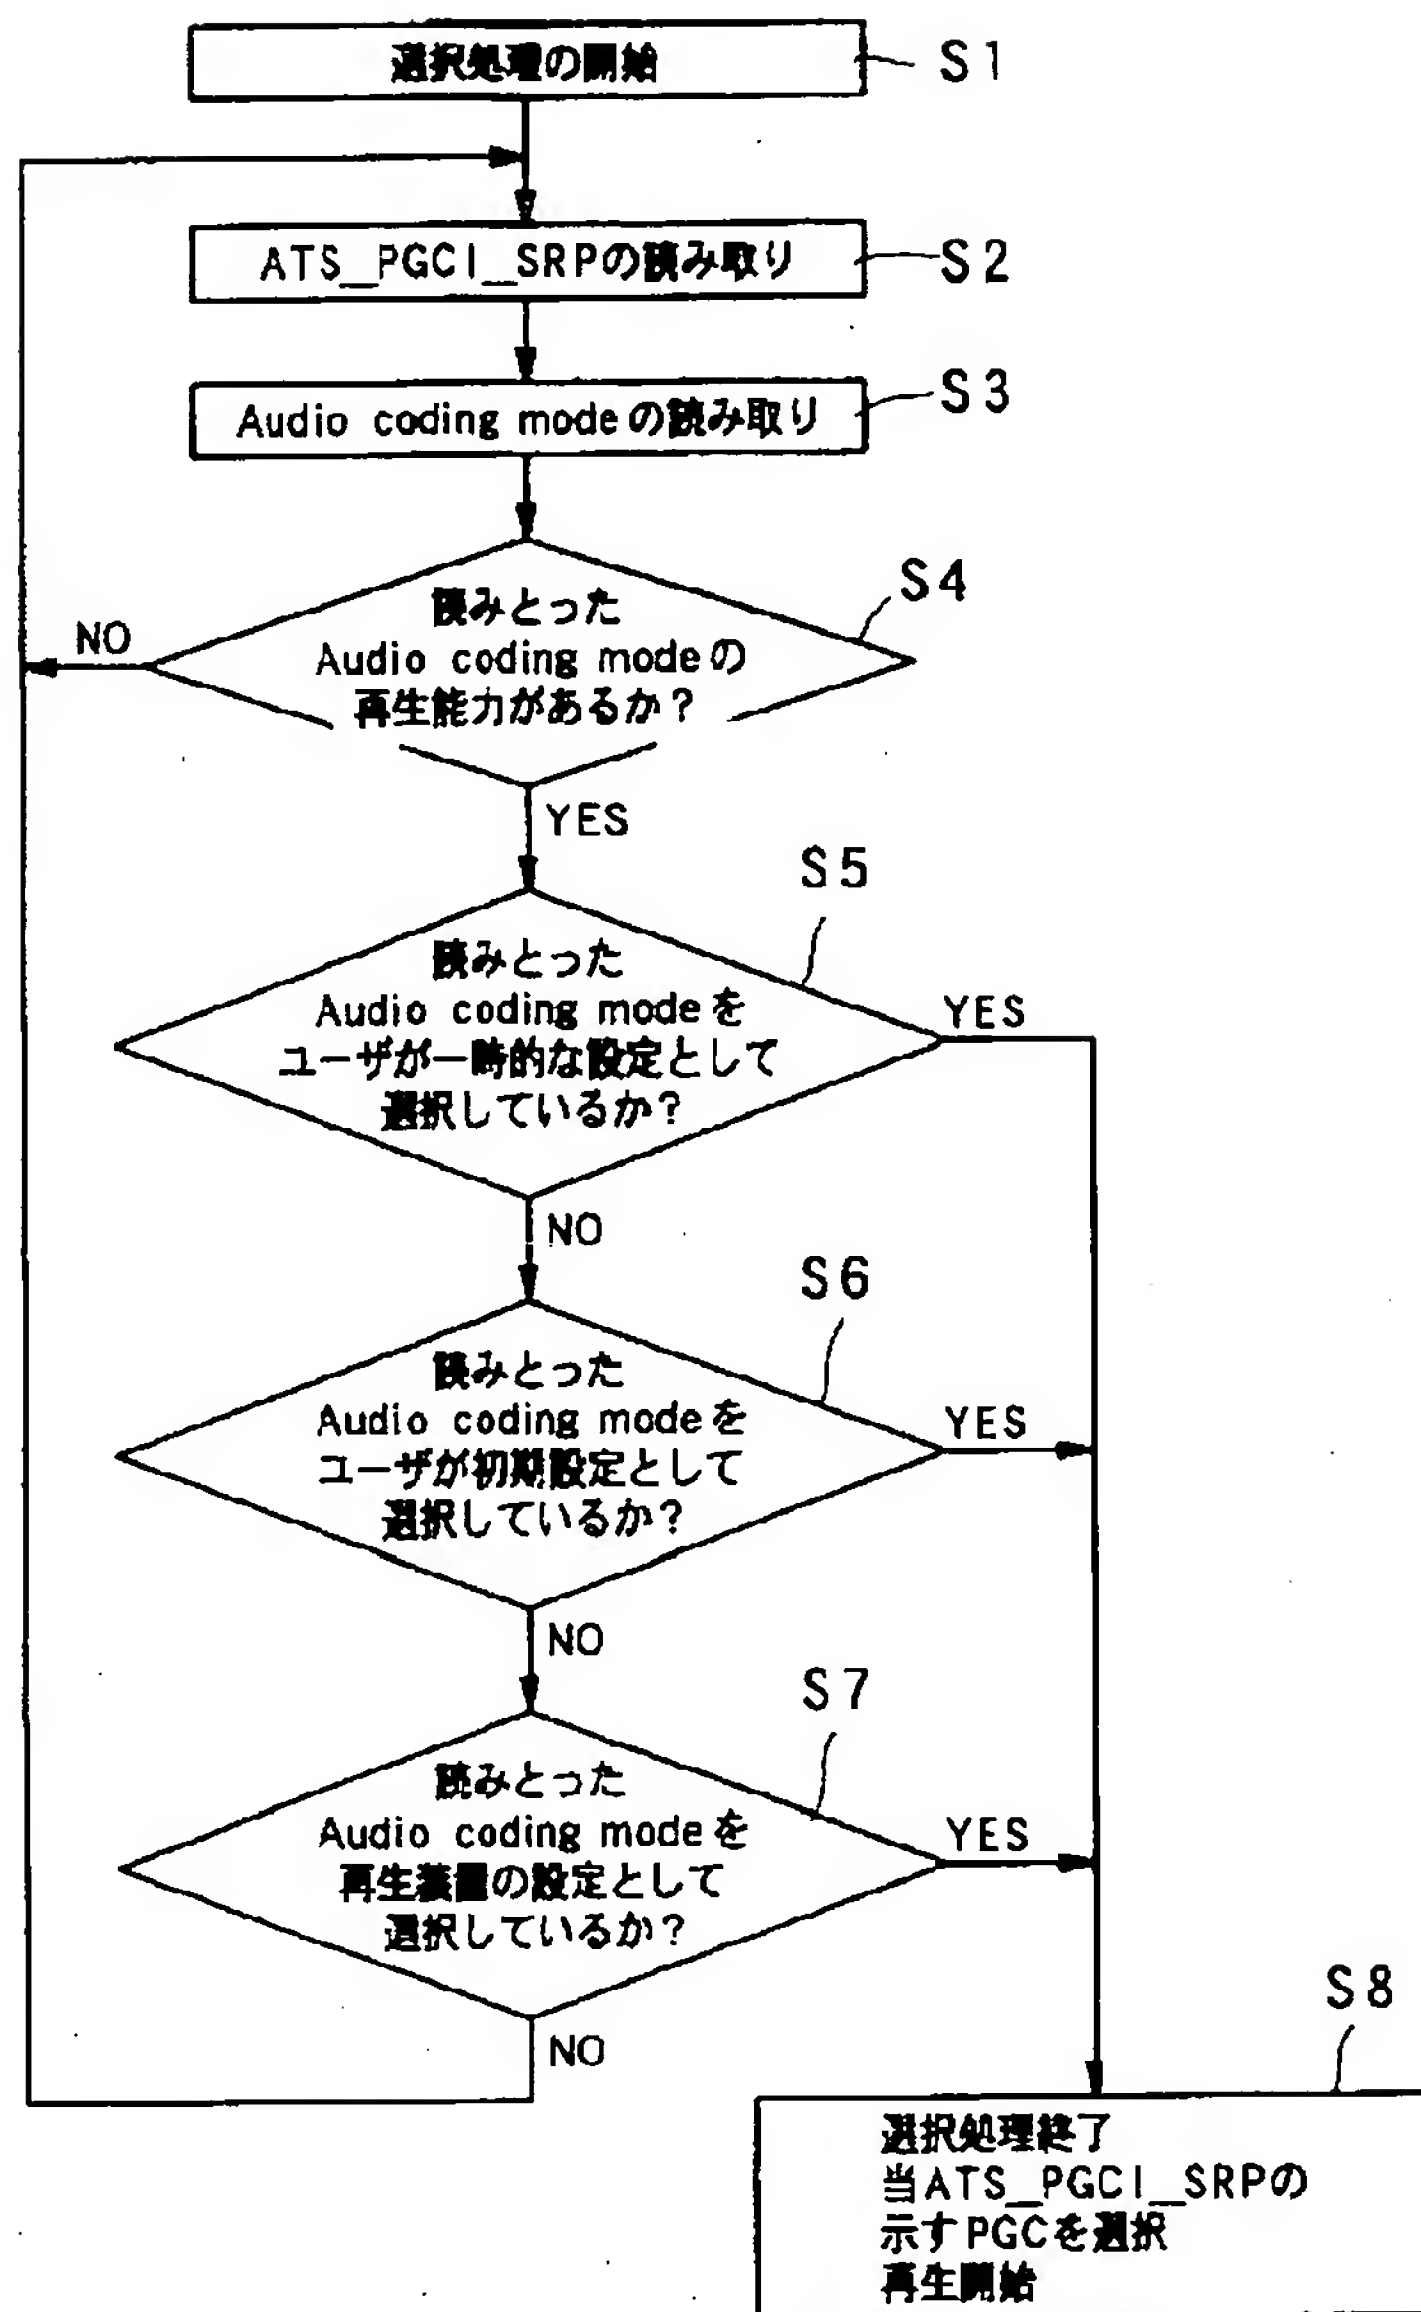 選択処理の開始
S1
ATS_PGCI_SRPの読み取り
S2
Audio coding modeの読み取り
S3
S4
読みとった
Audio coding modeの
再生能力があるか？
NO
YES
S5
読みとった
Audio coding modeを
ユーザが一時的な設定として
選択しているか？
YES
NO
S6
読みとった
Audio coding modeを
ユーザが初期設定として
選択しているか？
YES
NO
S7
読みとった
Audio coding modeを
再生装置の設定として
選択しているか？
YES
NO
S8
選択処理終了
当ATS_PGCI_SRPの
示すPGCを選択
再生開始